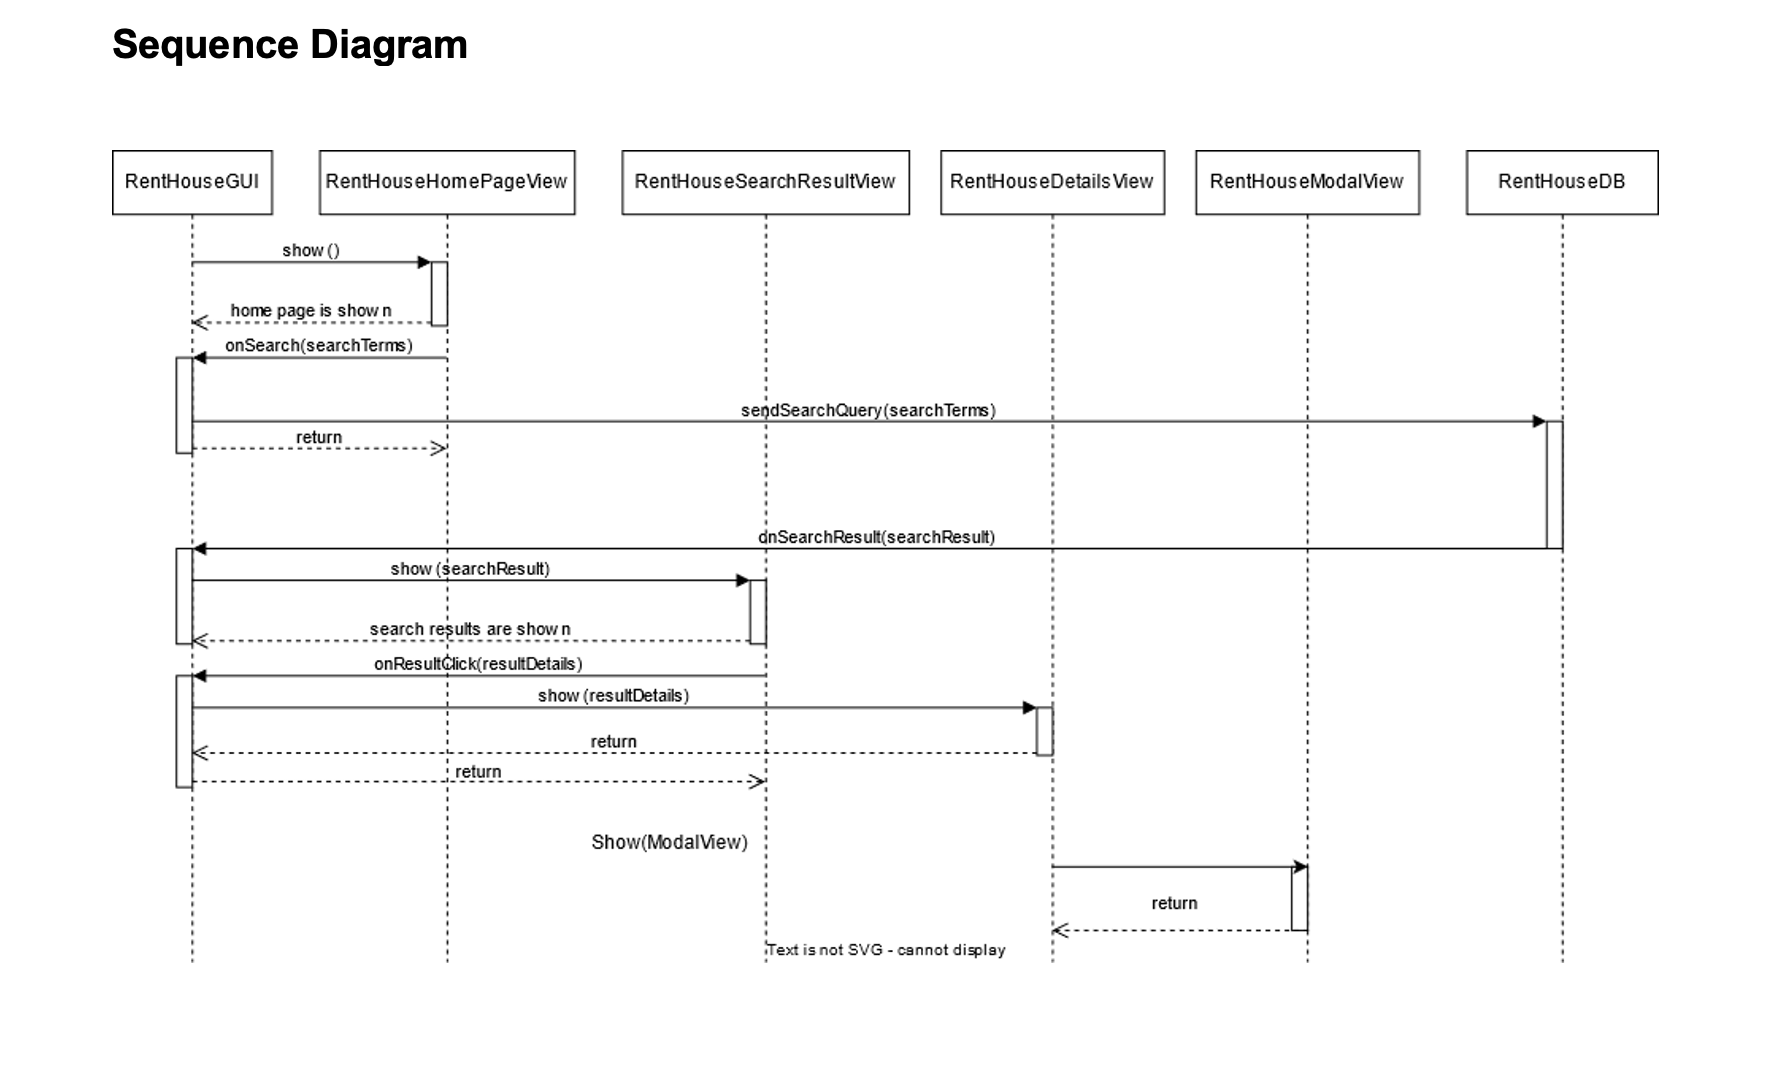 Sequence Diagram
RentHouseGUI
RentHouseHomePageView
RentHouseSearchResultView
RentHouseDetailsView
RentHouseModalView
RentHouseDB
show()
home page is shown
onSearch(searchTerms)
sendSearchQuery(searchTerms)
return
onSearchResult(searchResult)
show(searchResult)
search results are shown
onResultClick(resultDetails)
show(resultDetails)
return
return
Show(ModalView)
return
Text is not SVG - cannot display